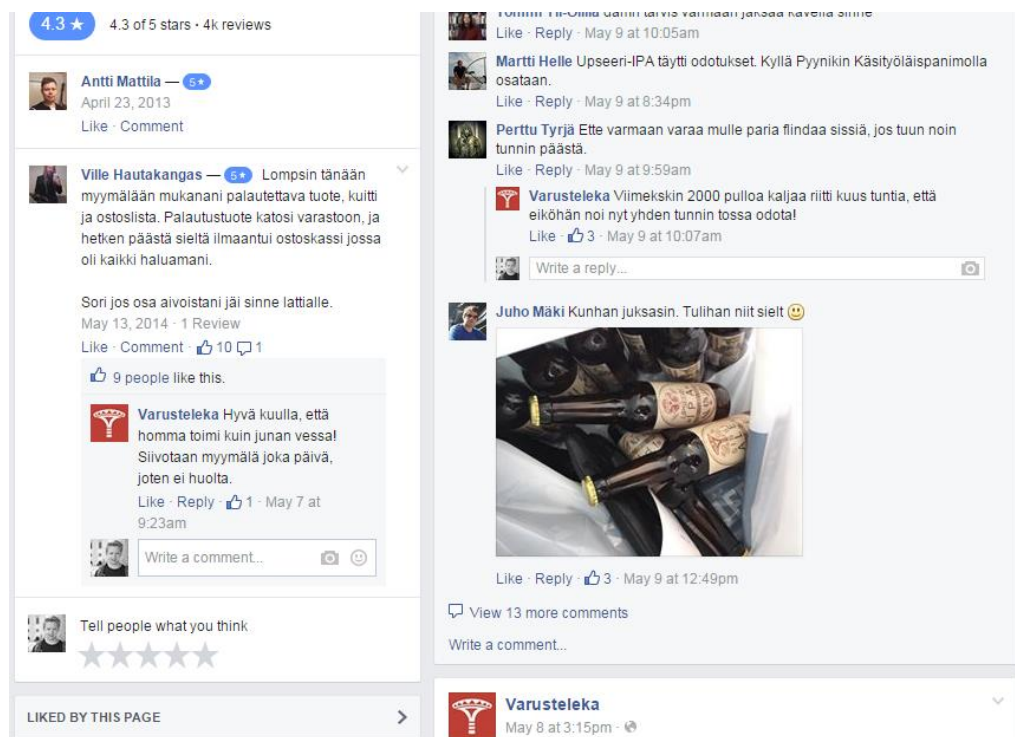 4.3 ★
4.3 of 5 stars · 4k reviews
Antti Mattila — 5★
April 23, 2013
Like · Comment
Ville Hautakangas — 5★ Lompsin tänään
myymälään mukanani palautettava tuote, kuitti
ja ostoslista. Palautustuote katosi varastoon, ja
hetken päästä sieltä ilmaantui ostoskassi jossa
oli kaikki haluamani.
Sori jos osa aivoistani jäi sinne lattialle.
May 13, 2014 · 1 Review
Like · Comment · 10 1
9 people like this.
Varusteleka Hyvä kuulla, että
homma toimi kuin junan vessa!
Siivotaan myymälä joka päivä,
joten ei huolta.
Like · Reply · 1 · May 7 at
9:23am
Write a comment...
Tell people what you think
LIKED BY THIS PAGE
Tommi Yli-Ollila damn tarvis varmaan jaksaa kävellä sinne
Like · Reply · May 9 at 10:05am
Martti Helle Upseeri-IPA täytti odotukset. Kyllä Pyynikin Käsityöläispanimolla
osataan.
Like · Reply · May 9 at 8:34pm
Perttu Tyrjä Ette varmaan varaa mulle paria flindaa sissiä, jos tuun noin
tunnin päästä.
Like · Reply · May 9 at 9:59am
Varusteleka Viimekskin 2000 pulloa kaljaa riitti kuus tuntia, että
eiköhän noi nyt yhden tunnin tossa odota!
Like · 3 · May 9 at 10:07am
Write a reply...
Juho Mäki Kunhan juksasin. Tulihan niit sielt
IPA
Like · Reply · 3 · May 9 at 12:49pm
View 13 more comments
Write a comment...
Varusteleka
May 8 at 3:15pm ·